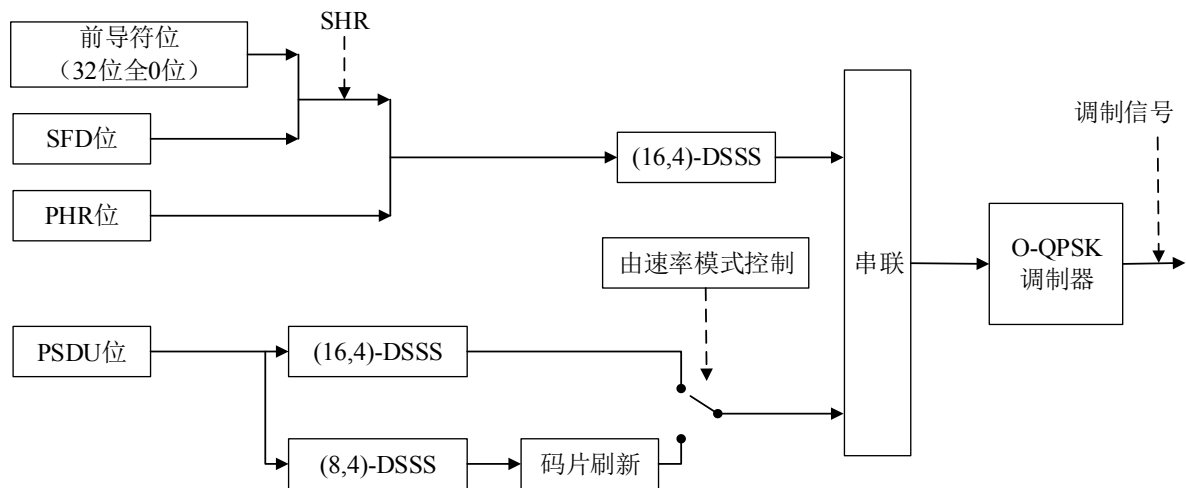 SHR
前导符位
（32位全0位）
SFD位
PHR位
(16,4)-DSSS
调制信号
O-QPSK
调制器
串联
由速率模式控制
PSDU位
(16,4)-DSSS
(8,4)-DSSS
码片刷新